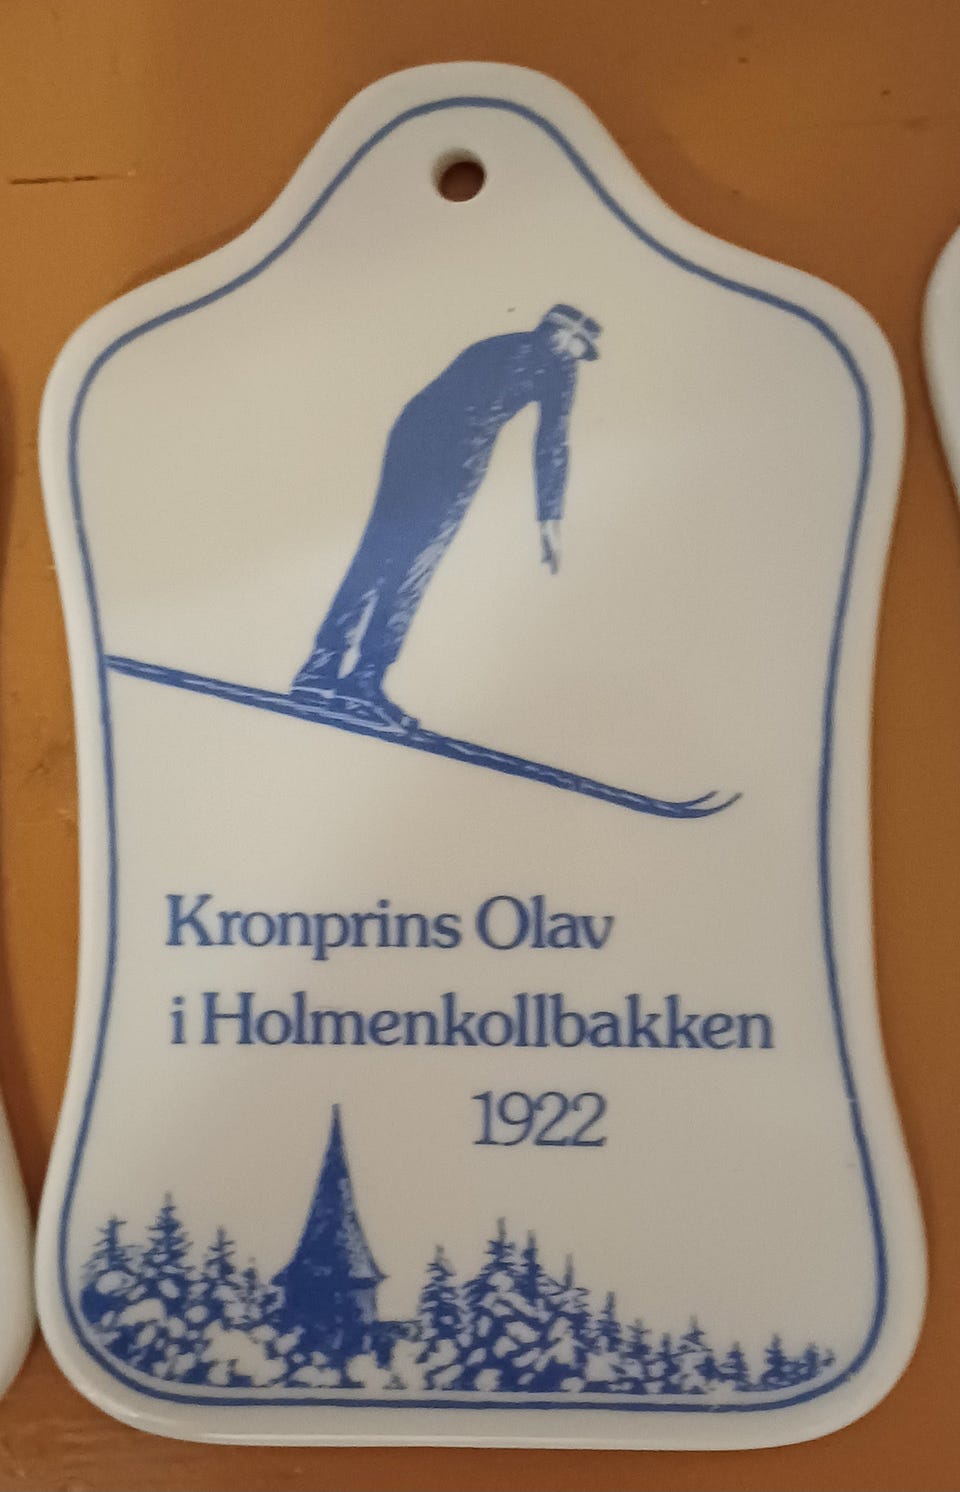 Kronprins Olav
i Holmenkollbakken
1922